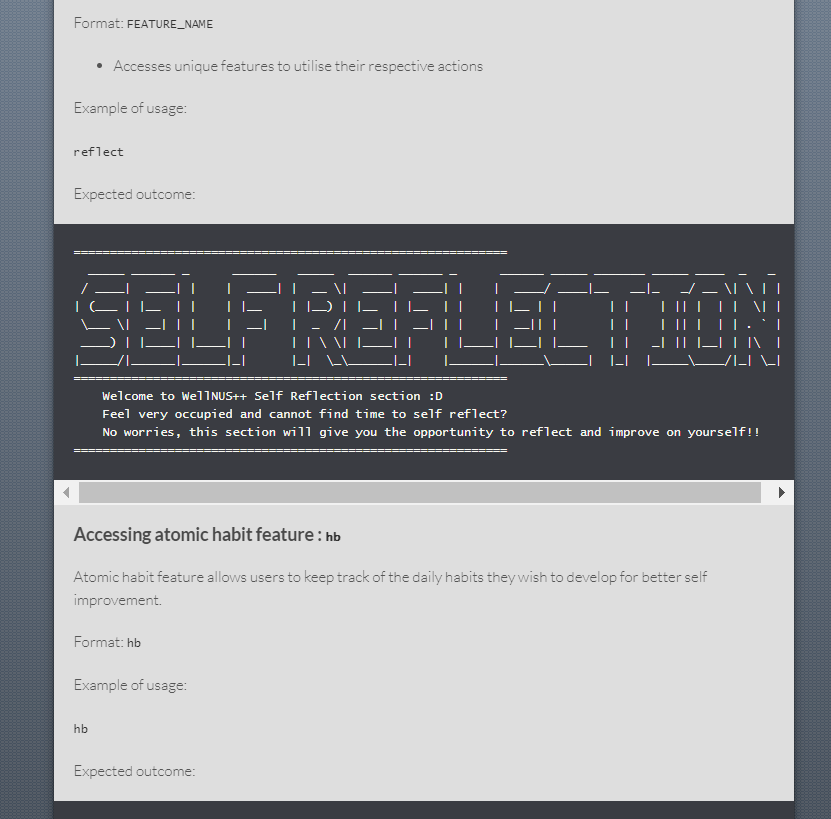 Format: FEATURE_NAME
• Accesses unique features to utilise their respective actions
Example of usage:
reflect
Expected outcome:
============================================================
SELF REFLECTION
============================================================
Welcome to WellNUS++ Self Reflection section :D
Feel very occupied and cannot find time to self reflect?
No worries, this section will give you the opportunity to reflect and improve on yourself!!
============================================================
Accessing atomic habit feature : hb
Atomic habit feature allows users to keep track of the daily habits they wish to develop for better self
improvement.
Format: hb
Example of usage:
hb
Expected outcome: